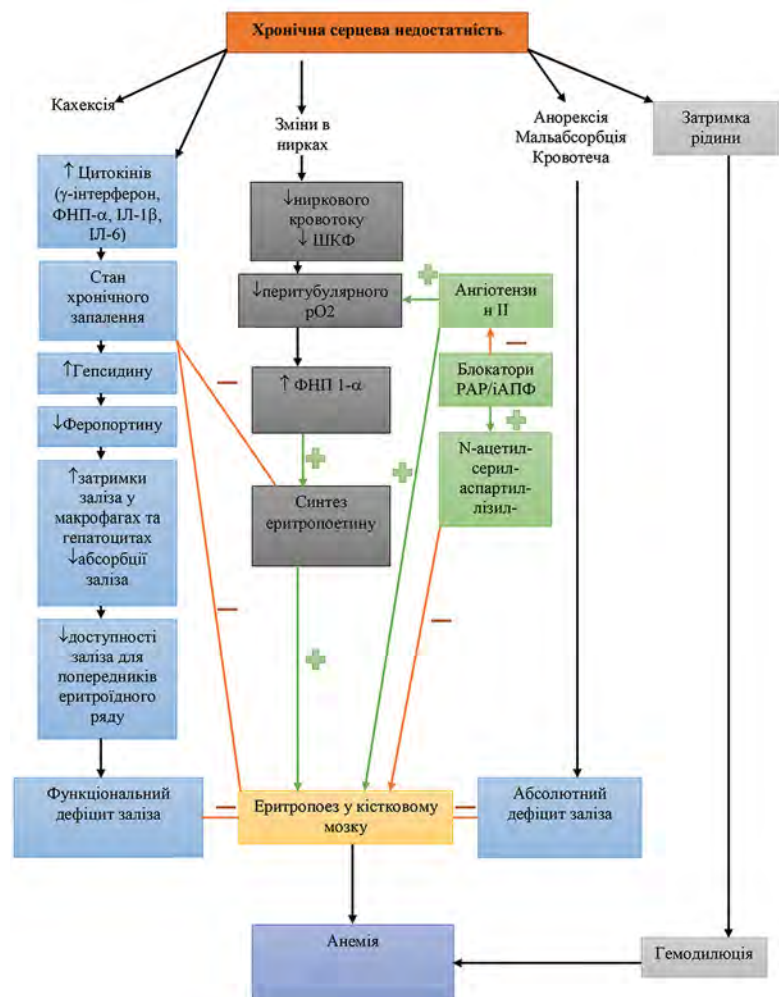 Хронічна серцева недостатність
Кахексія
Зміни в
нирках
Анорексія
Мальабсорбція
Кровотеча
Затримка
рідини
↑ Цитокінів
(γ-інтерферон,
ФНП-α, ІЛ-1β,
ІЛ-6)
↓ниркового
кровотоку
↓ ШКФ
Стан
хронічного
запалення
↓перитубулярного
рО2
Ангіотензи
н ІІ
↑Гепсидину
↑ ФНП 1-α
Блокатори
РАР/іАПФ
↓Феропортину
N-ацетил-
серил-
аспартил-
лізил-
↑затримки
заліза у
макрофагах та
гепатоцитах
↓абсорбції
заліза
Синтез
еритропоетину
↓доступності
заліза для
попередників
еритроїдного
ряду
Функціональний
дефіцит заліза
Еритропоез у кістковому
мозку
Абсолютний
дефіцит заліза
Анемія
Гемодилюція